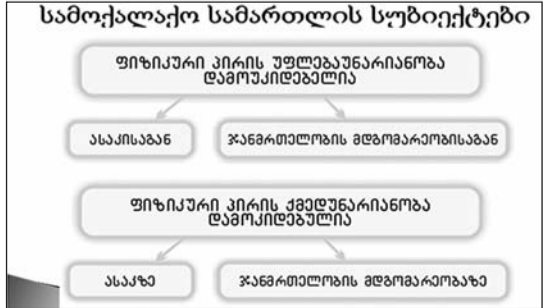 სამოქალაქო სამართლის სუბიექტები
ფიზიკური პირის უფლებაუნარიანობა
დამოუკიდებელია
ასაკისაგან
ჯანმრთელობის მდგომარეობისაგან
ფიზიკური პირის ქმედუნარიანობა
დამოკიდებულია
ასაკზე
ჯანმრთელობის მდგომარეობაზე